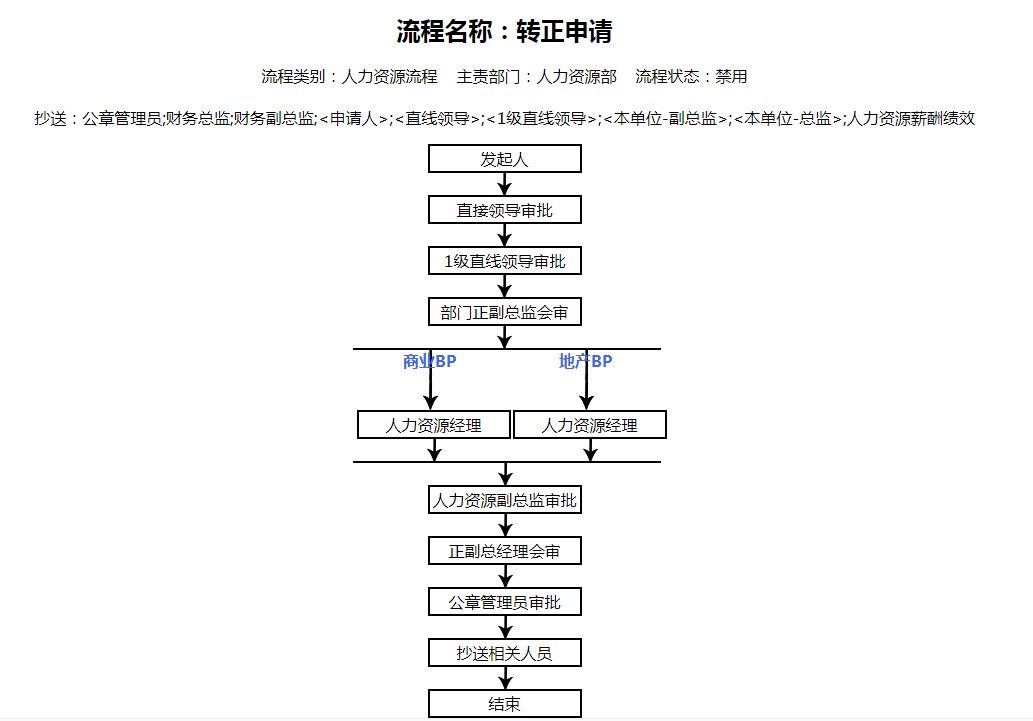 流程名称：转正申请
流程类别：人力资源流程 主责部门：人力资源部 流程状态：禁用
抄送：公章管理员;财务总监;财务副总监;<申请人>;<直线领导>;<1级直线领导>;<本单位-副总监>;<本单位-总监>;人力资源薪酬绩效
发起人
直接领导审批
1级直线领导审批
部门正副总监会审
商业BP 地产BP
人力资源经理 人力资源经理
人力资源副总监审批
正副总经理会审
公章管理员审批
抄送相关人员
结束